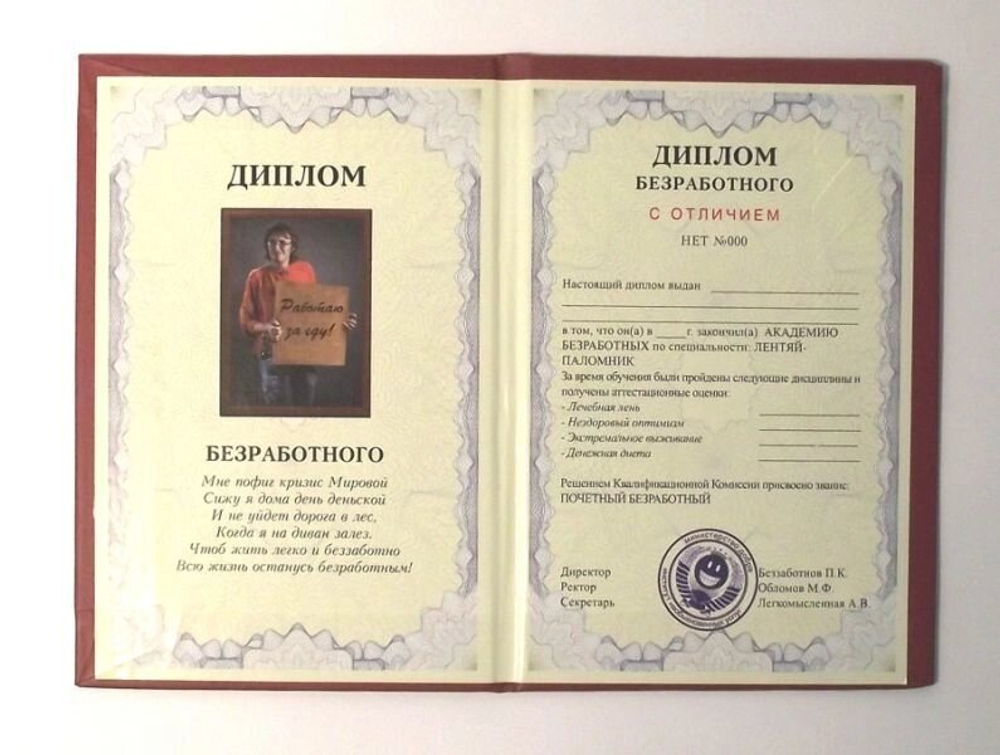 ДИПЛОМ
Работаю
за еду!
БЕЗРАБОТНОГО
Мне пофиг кризис Мировой
Сижу я дома день деньской
И не уйдет дорога в лес,
Когда я на диван залез.
Чтоб жить легко и беззаботно
Всю жизнь останусь безработным!
ДИПЛОМ
БЕЗРАБОТНОГО
С ОТЛИЧИЕМ
НЕТ №000
Настоящий диплом выдан
в том, что он(а) в г. закончил(а) АКАДЕМИЮ
БЕЗРАБОТНЫХ по специальности: ЛЕНТЯЙ-
ПАЛОМНИК
За время обучения были пройдены следующие дисциплины и
получены аттестационные оценки:
- Лечебная лень
- Нездоровый оптимизм
- Экстремальное выживание
- Денежная диета
Решением Квалификационной Комиссии присвоено звание:
ПОЧЕТНЫЙ БЕЗРАБОТНЫЙ
министерство добра
услуг
Директор Беззаботнов П.К.
Ректор Обломов М.Ф.
Секретарь Легкомысленная А.В.